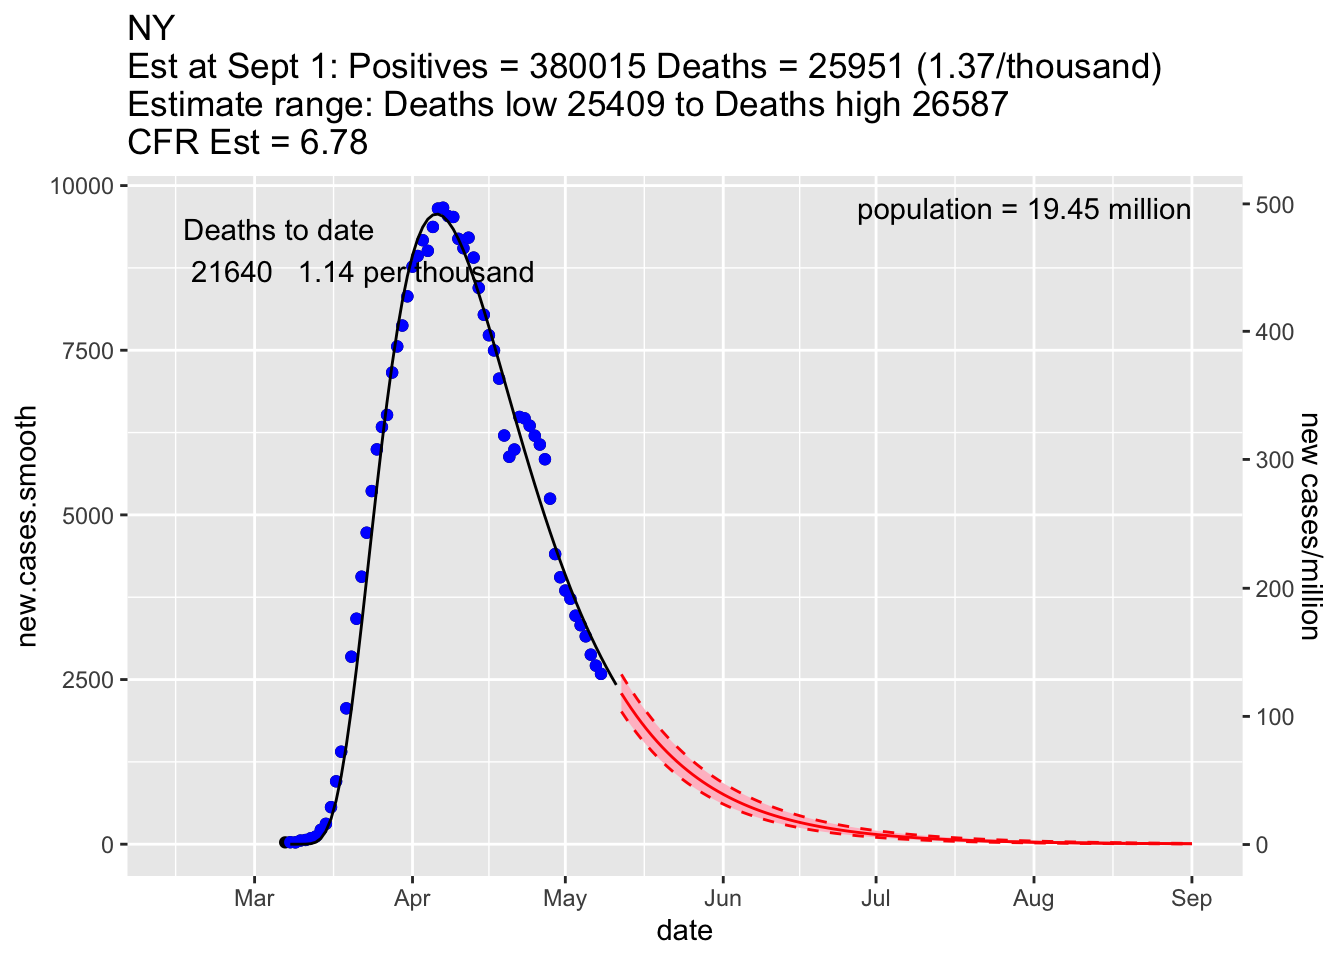 NY
Est at Sept 1: Positives = 380015 Deaths = 25951 (1.37/thousand)
Estimate range: Deaths low 25409 to Deaths high 26587
CFR Est = 6.78
Deaths to date
21640 1.14 per thousand
population = 19.45 million
new.cases.smooth
10000
7500
5000
2500
0
500
400
300
200
100
0
new cases/million
Mar Apr May Jun Jul Aug Sep
date